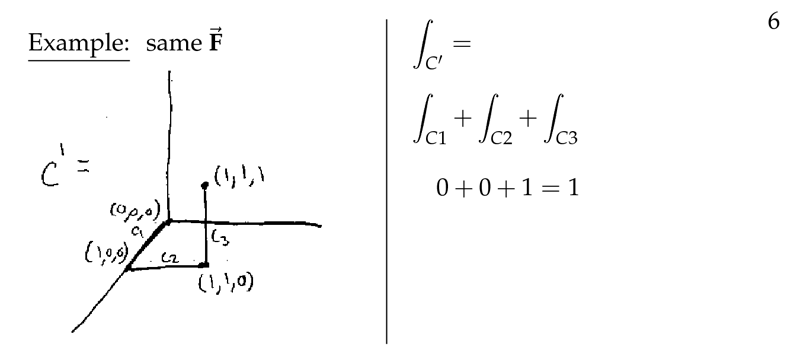 6
Example: same \vec{F}
C' =
(1,1,1)
(0,0,0)
C1
C3
(1,0,0)
C2
(1,1,0)
∫_{C'} =
∫_{C1} + ∫_{C2} + ∫_{C3}
0 + 0 + 1 = 1